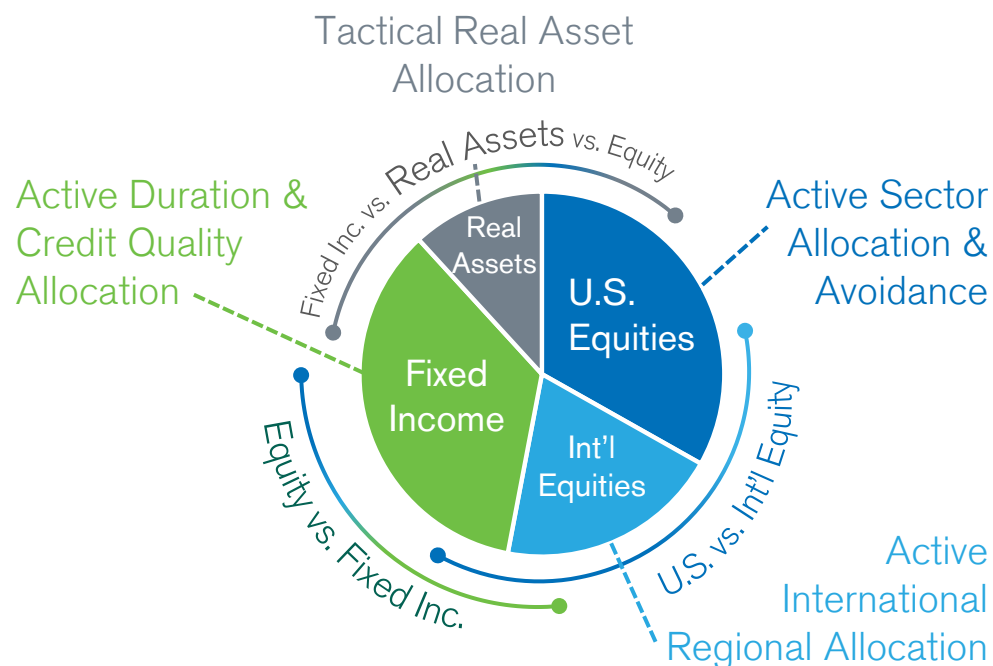 Tactical Real Asset
Allocation
Fixed Inc. vs. Real Assets vs. Equity
Active Duration &
Credit Quality
Allocation
Active Sector
Allocation &
Avoidance
Real
Assets
U.S.
Equities
Fixed
Income
Int'l
Equities
Equity vs. Fixed Inc.
U.S. vs. Int'l Equity
Active
International
Regional Allocation